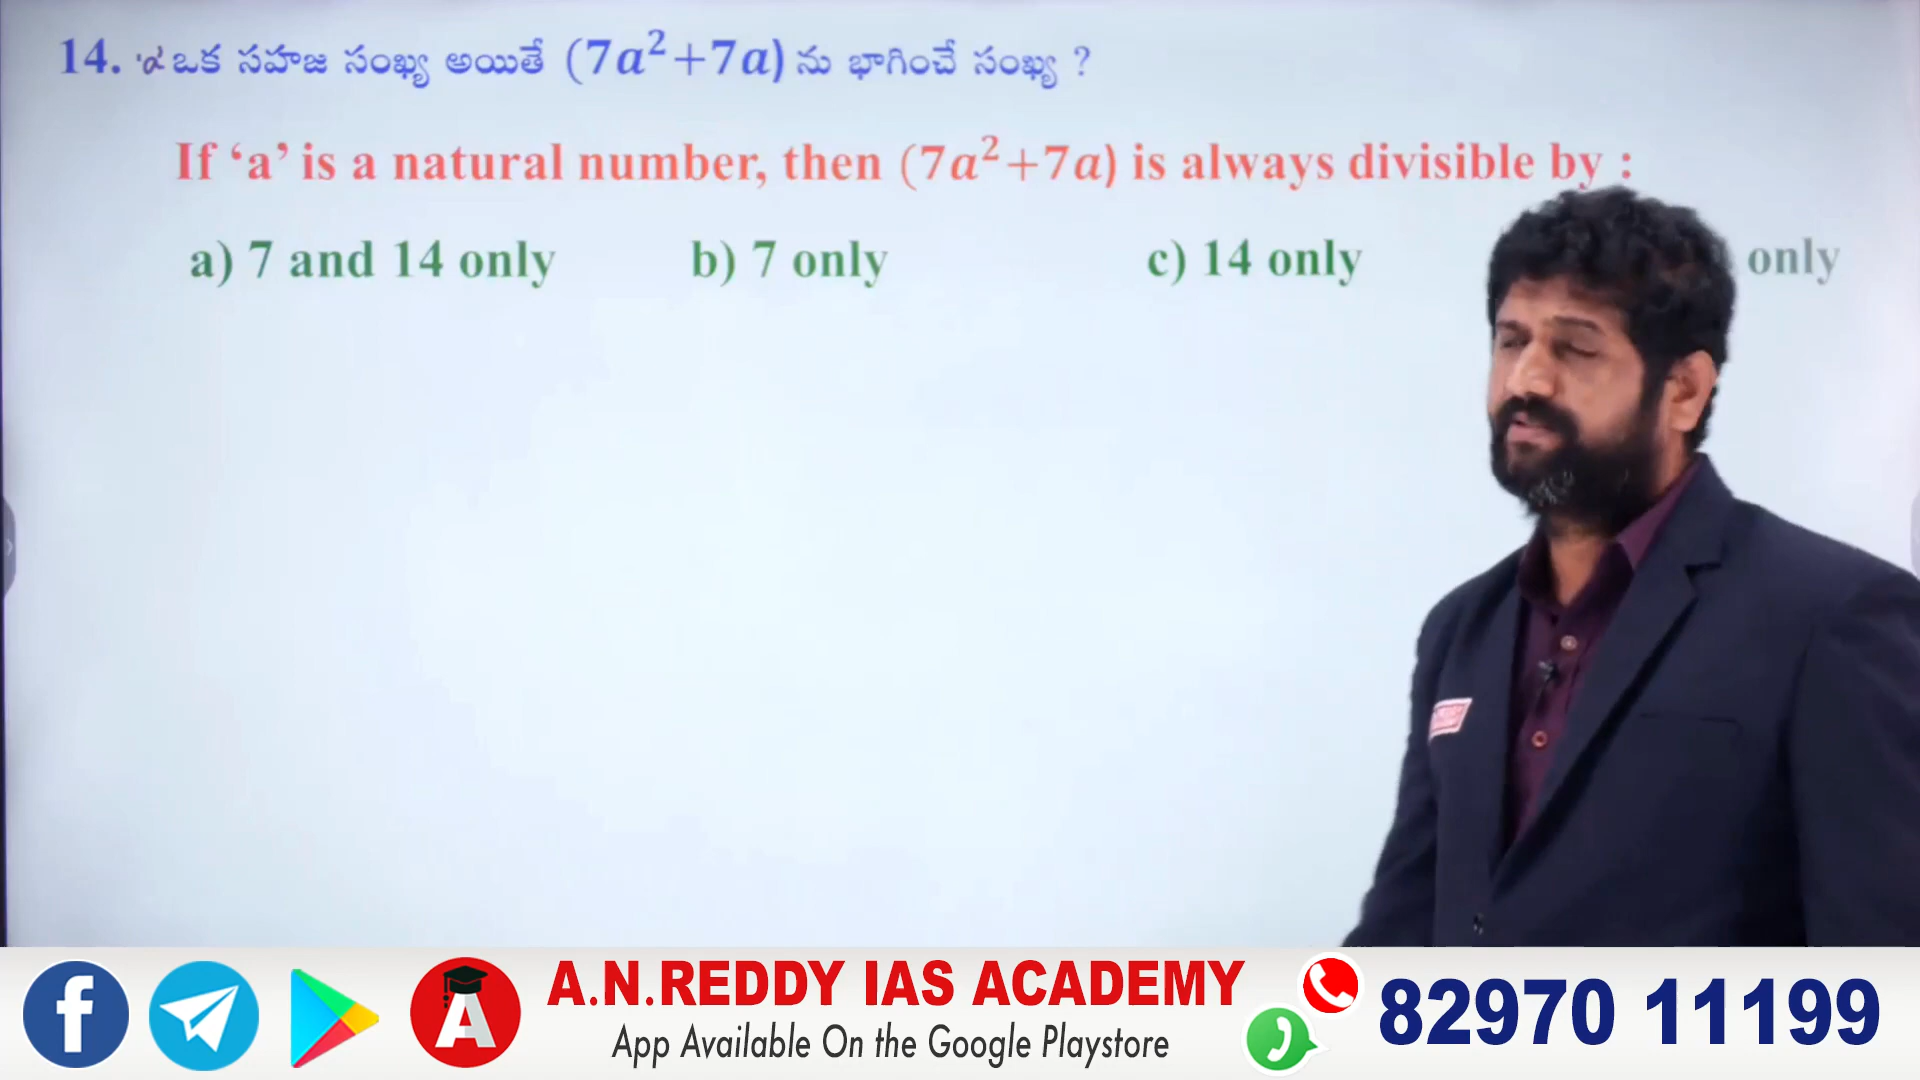 14. 'a' ఒక సహజ సంఖ్య అయితే (7a²+7a) ను భాగించే సంఖ్య ?
If ‘a’ is a natural number, then (7a²+7a) is always divisible by :
a) 7 and 14 only b) 7 only c) 14 only only
A.N.REDDY IAS ACADEMY
App Available On the Google Playstore
82970 11199